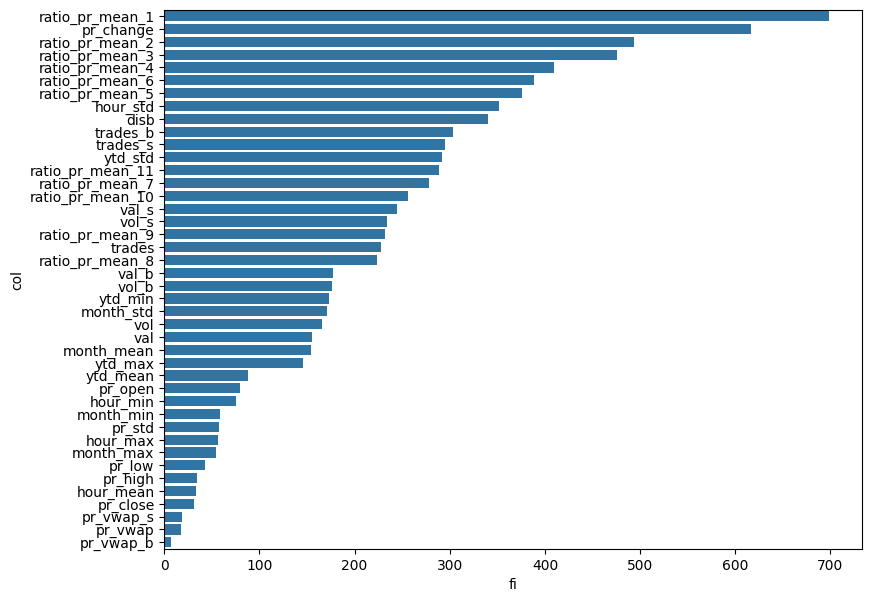 ratio_pr_mean_1
pr_change
ratio_pr_mean_2
ratio_pr_mean_3
ratio_pr_mean_4
ratio_pr_mean_6
ratio_pr_mean_5
hour_std
disb
trades_b
trades_s
ytd_std
ratio_pr_mean_11
ratio_pr_mean_7
ratio_pr_mean_10
val_s
vol_s
ratio_pr_mean_9
trades
ratio_pr_mean_8
val_b
vol_b
ytd_min
month_std
vol
val
month_mean
ytd_max
ytd_mean
pr_open
hour_min
month_min
pr_std
hour_max
month_max
pr_low
pr_high
hour_mean
pr_close
pr_vwap_s
pr_vwap
pr_vwap_b
col
0 100 200 300 400 500 600 700
fi